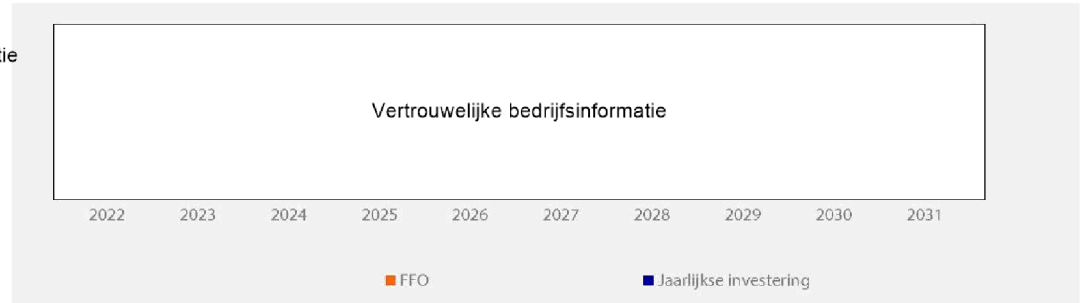 tie
Vertrouwelijke bedrijfsinformatie
2022 2023 2024 2025 2026 2027 2028 2029 2030 2031
FFO Jaarlijkse investering